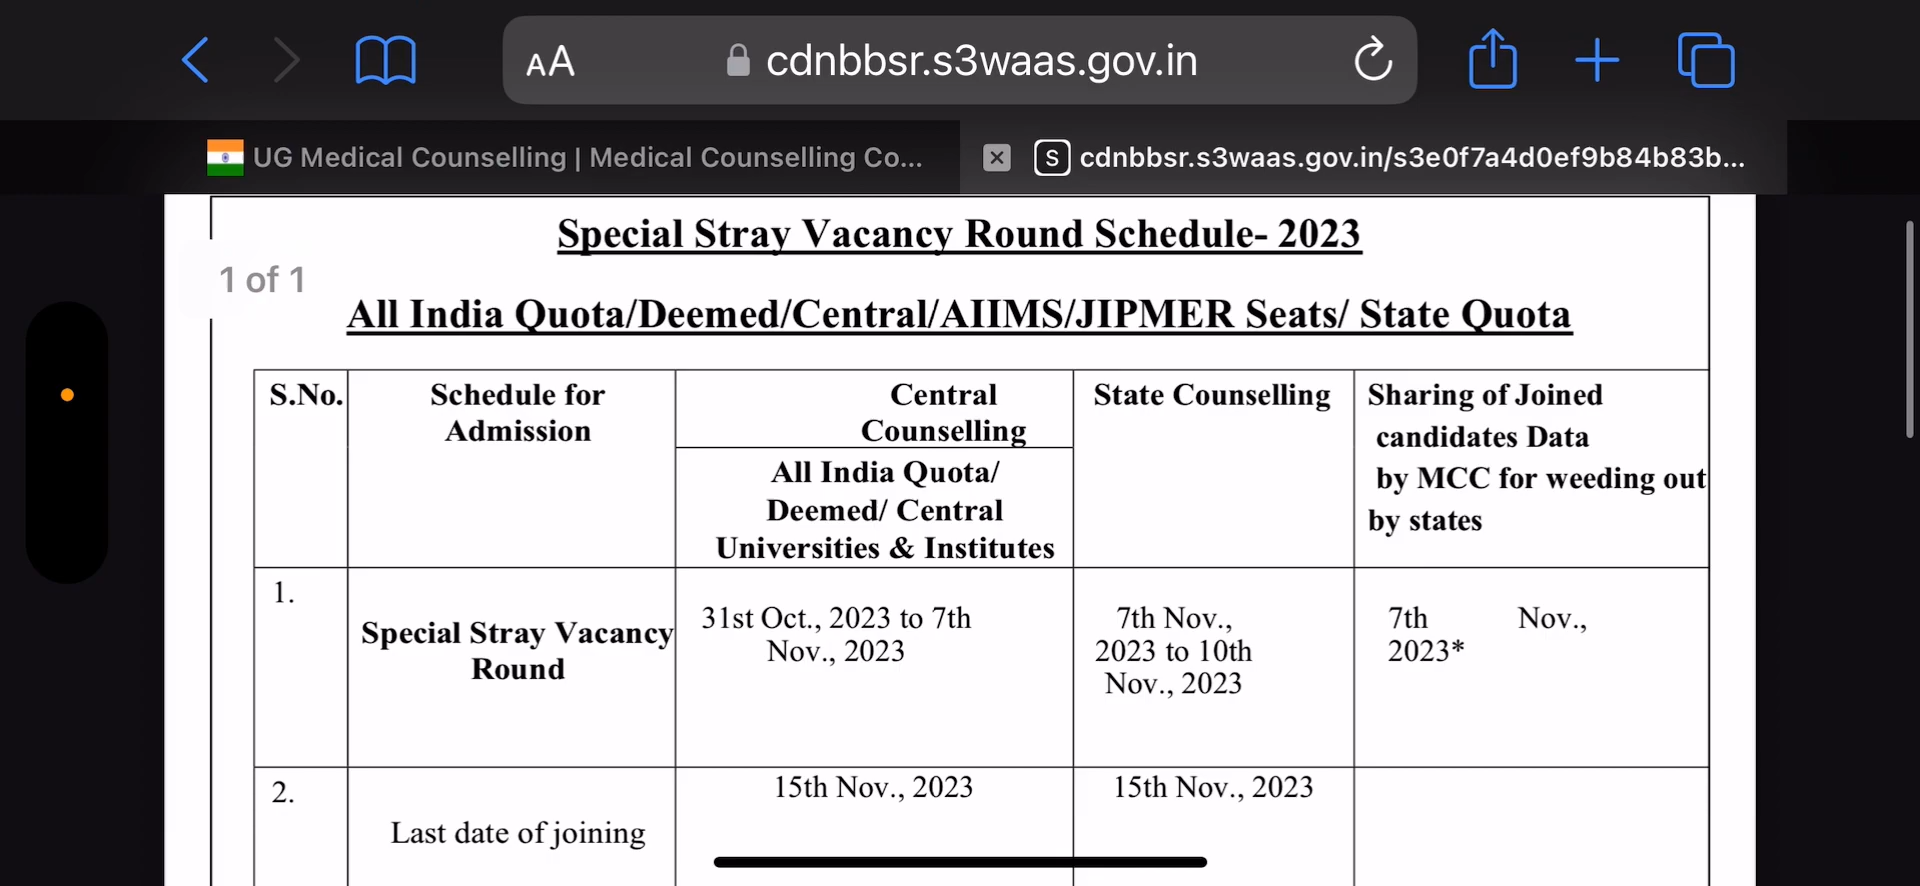 AA cdnbbsr.s3waas.gov.in
UG Medical Counselling | Medical Counselling Co...
S cdnbbsr.s3waas.gov.in/s3e0f7a4d0ef9b84b83b...
Special Stray Vacancy Round Schedule- 2023
1 of 1
All India Quota/Deemed/Central/AIIMS/JIPMER Seats/ State Quota
S.No.
Schedule for
Admission
Central
Counselling
All India Quota/
Deemed/ Central
Universities & Institutes
State Counselling
Sharing of Joined
candidates Data
by MCC for weeding out
by states
1.
Special Stray Vacancy
Round
31st Oct., 2023 to 7th
Nov., 2023
7th Nov.,
2023 to 10th
Nov., 2023
7th Nov.,
2023*
2.
Last date of joining
15th Nov., 2023
15th Nov., 2023